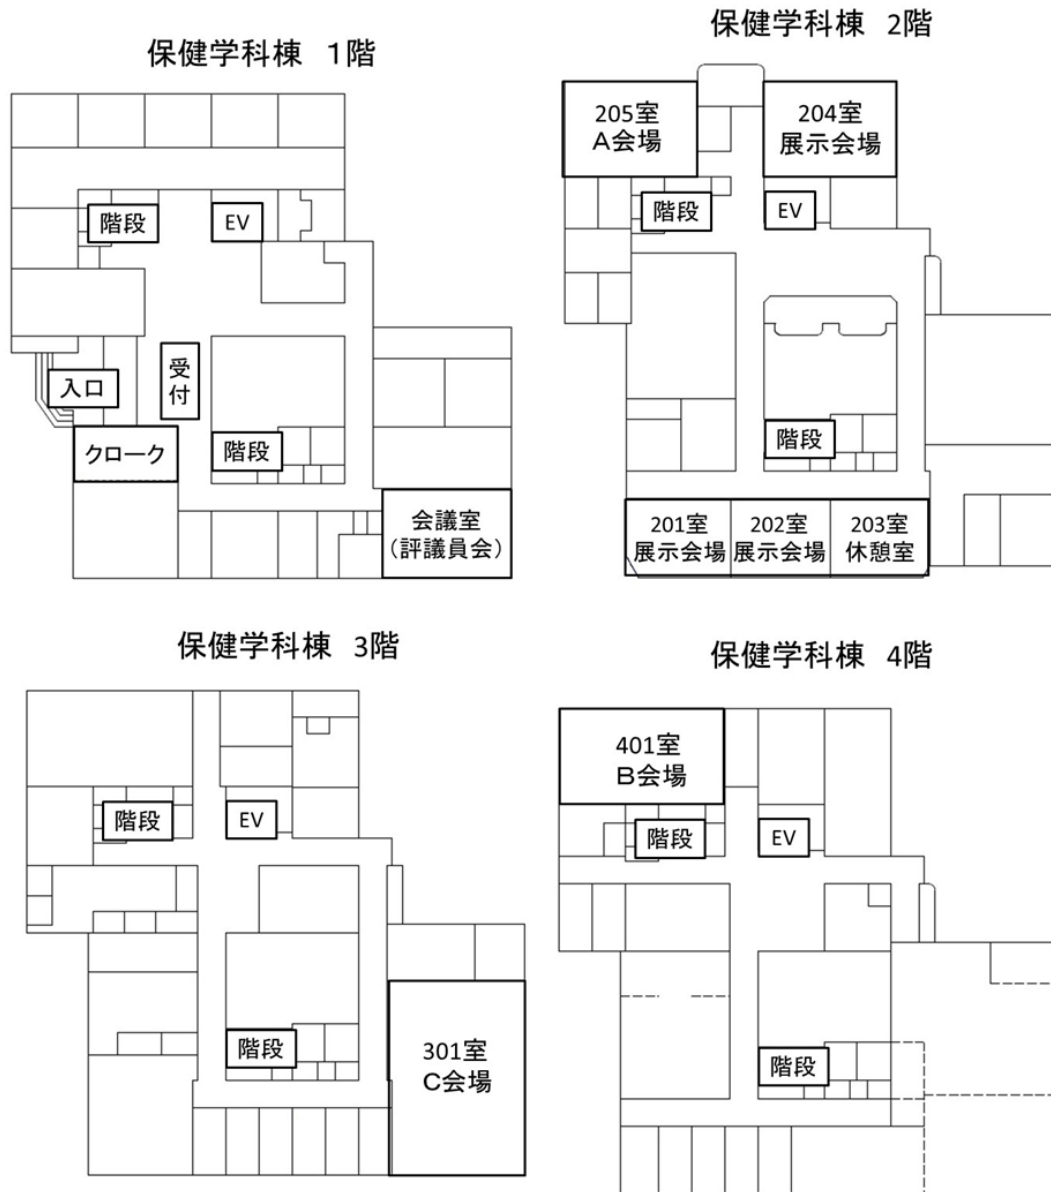 保健学科棟 1階
階段
EV
受付
入口
クローク
階段
会議室
(評議員会)
保健学科棟 2階
205室
A会場
204室
展示会場
階段
EV
階段
201室
展示会場
202室
展示会場
203室
休憩室
保健学科棟 3階
階段
EV
階段
301室
C会場
保健学科棟 4階
401室
B会場
階段
EV
階段